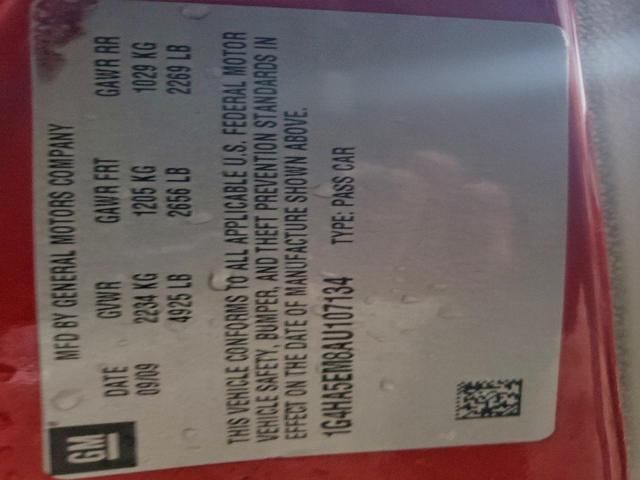 GM
MFD BY GENERAL MOTORS COMPANY
DATE GVWR GAWR FRT GAWR RR
09/09 2234 KG 1205 KG 1029 KG
4925 LB 2656 LB 2269 LB
THIS VEHICLE CONFORMS TO ALL APPLICABLE U.S. FEDERAL MOTOR
VEHICLE SAFETY, BUMPER, AND THEFT PREVENTION STANDARDS IN
EFFECT ON THE DATE OF MANUFACTURE SHOWN ABOVE.
1G4HA5EM8AU107134 TYPE: PASS CAR